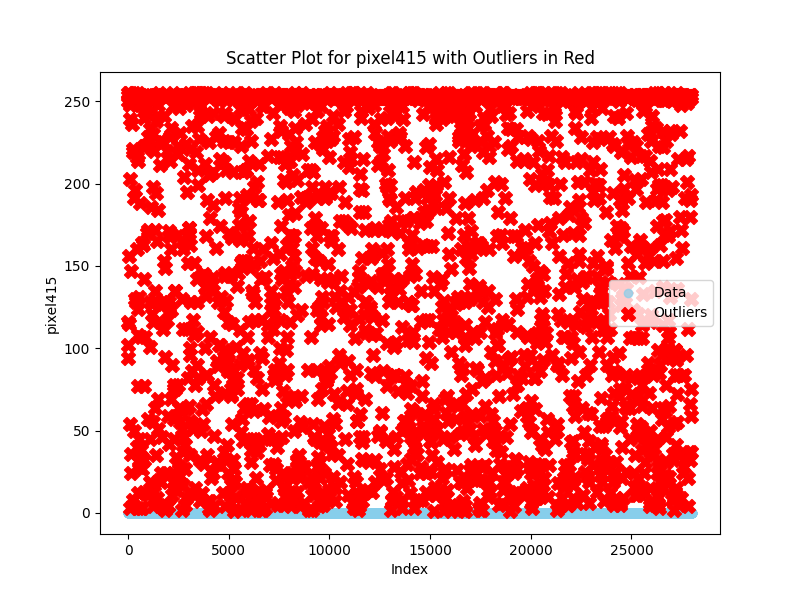 Scatter Plot for pixel415 with Outliers in Red
250
200
150
100
50
0
pixel415
Data
Outliers
0 5000 10000 15000 20000 25000
Index